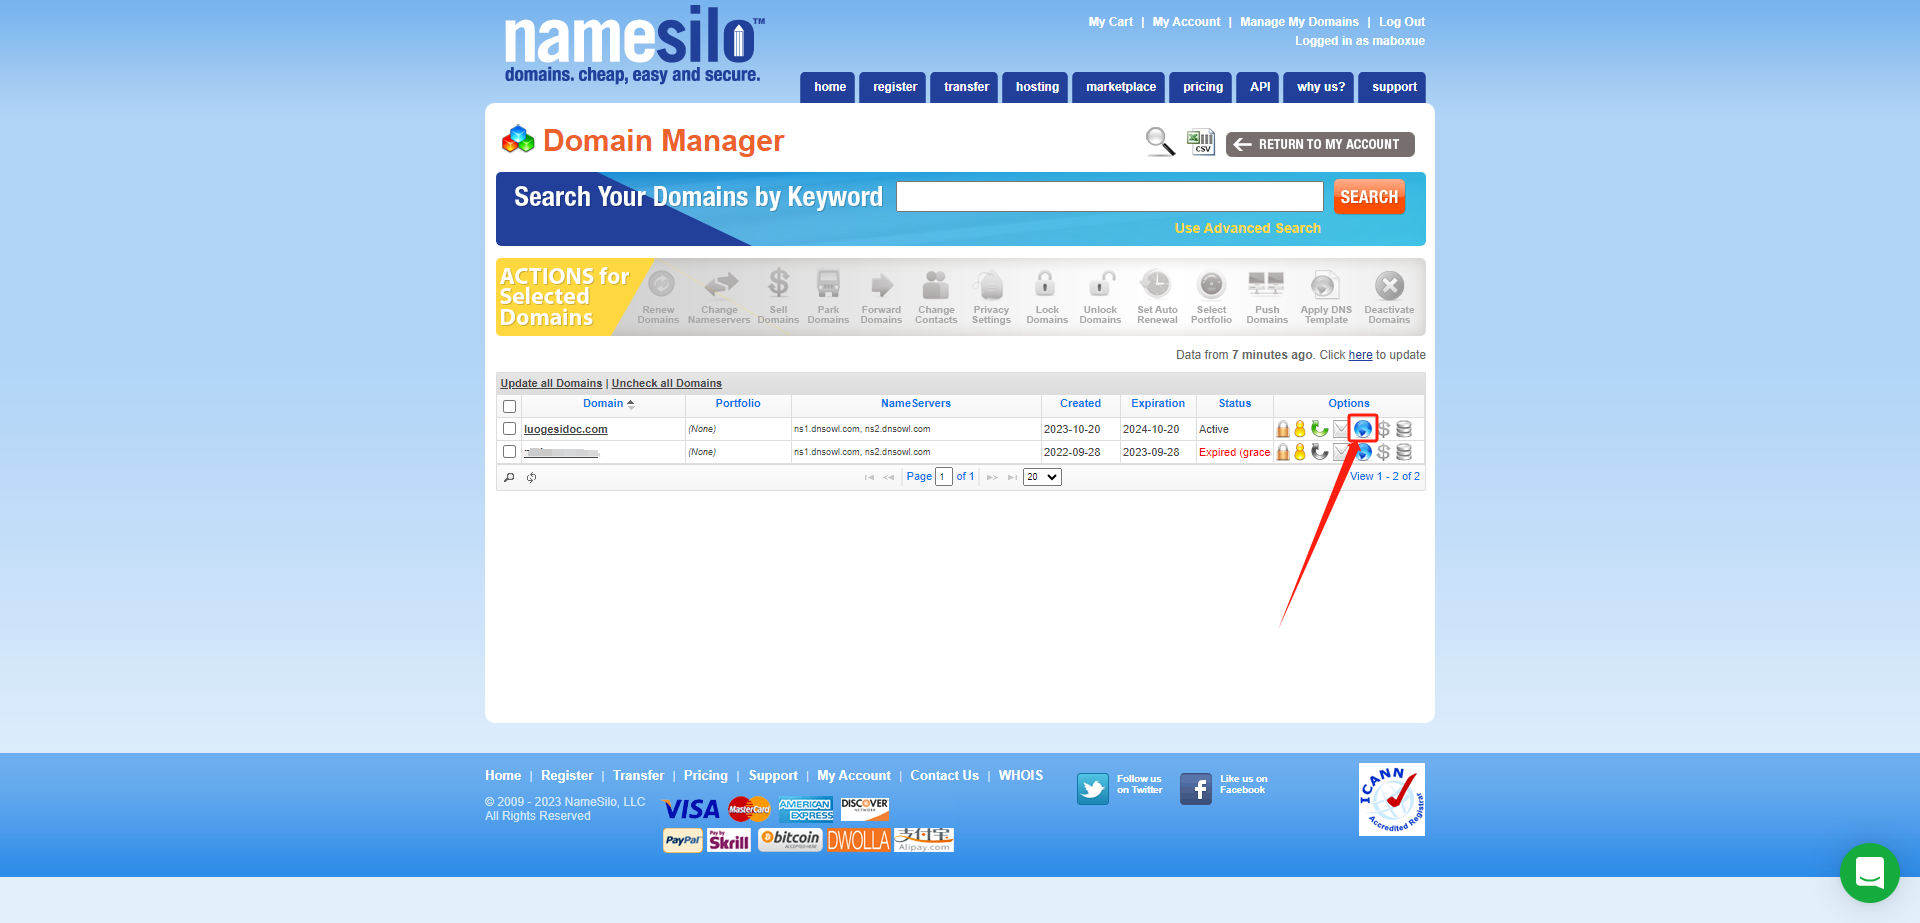 namesilo™
domains. cheap, easy and secure.
My Cart | My Account | Manage My Domains | Log Out
Logged in as maboxue
home register transfer hosting marketplace pricing API why us? support
Domain Manager
CSV
RETURN TO MY ACCOUNT
Search Your Domains by Keyword
SEARCH
Use Advanced Search
ACTIONS for
Selected
Domains
Renew Domains
Change Nameservers
Sell Domains
Park Domains
Forward Domains
Change Contacts
Privacy Settings
Lock Domains
Unlock Domains
Set Auto Renewal
Select Portfolio
Push Domains
Apply DNS Template
Deactivate Domains
Data from 7 minutes ago. Click here to update
Update all Domains | Uncheck all Domains
Domain Portfolio NameServers Created Expiration Status Options
luogesidoc.com (None) ns1.dnsowl.com, ns2.dnsowl.com 2023-10-20 2024-10-20 Active
(None) ns1.dnsowl.com, ns2.dnsowl.com 2022-09-28 2023-09-28 Expired (grace
Page 1 of 1 20 View 1 - 2 of 2
Home | Register | Transfer | Pricing | Support | My Account | Contact Us | WHOIS
© 2009 - 2023 NameSilo, LLC
All Rights Reserved
VISA MasterCard AMERICAN EXPRESS DISCOVER NETWORK
PayPal Pay by Skrill bitcoin ACCEPTED HERE DWOLLA 支付宝 Alipay.com
Follow us
on Twitter
Like us on
Facebook
ICANN
Accredited Registrar